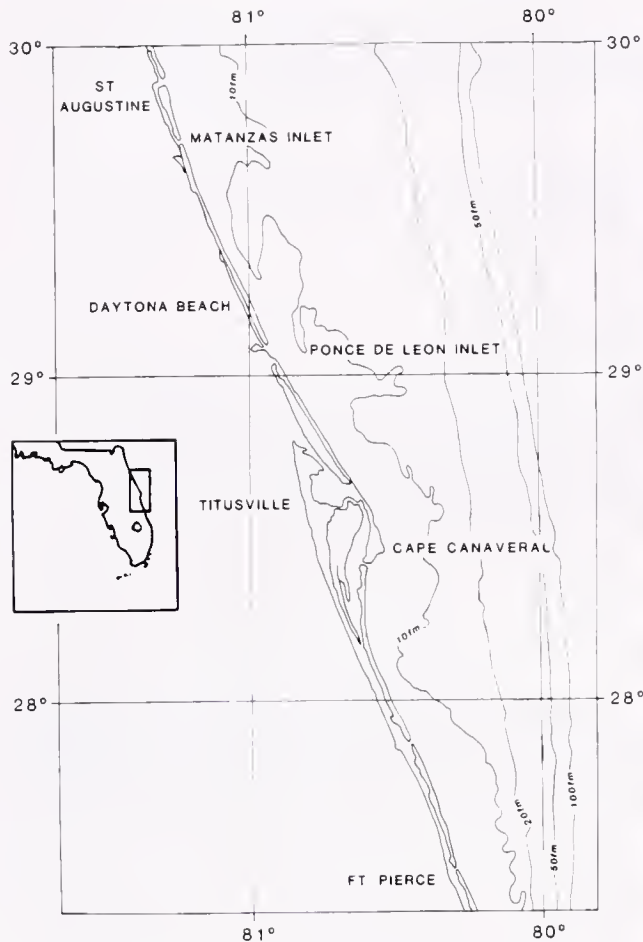 81° 80°
30° 30°
10fm
ST
AUGUSTINE
MATANZAS INLET
50fm
DAYTONA BEACH
PONCE DE LEON INLET
29° 29°
TITUSVILLE
CAPE CANAVERAL
10fm
28° 28°
20fm
50fm
100fm
FT PIERCE
81° 80°